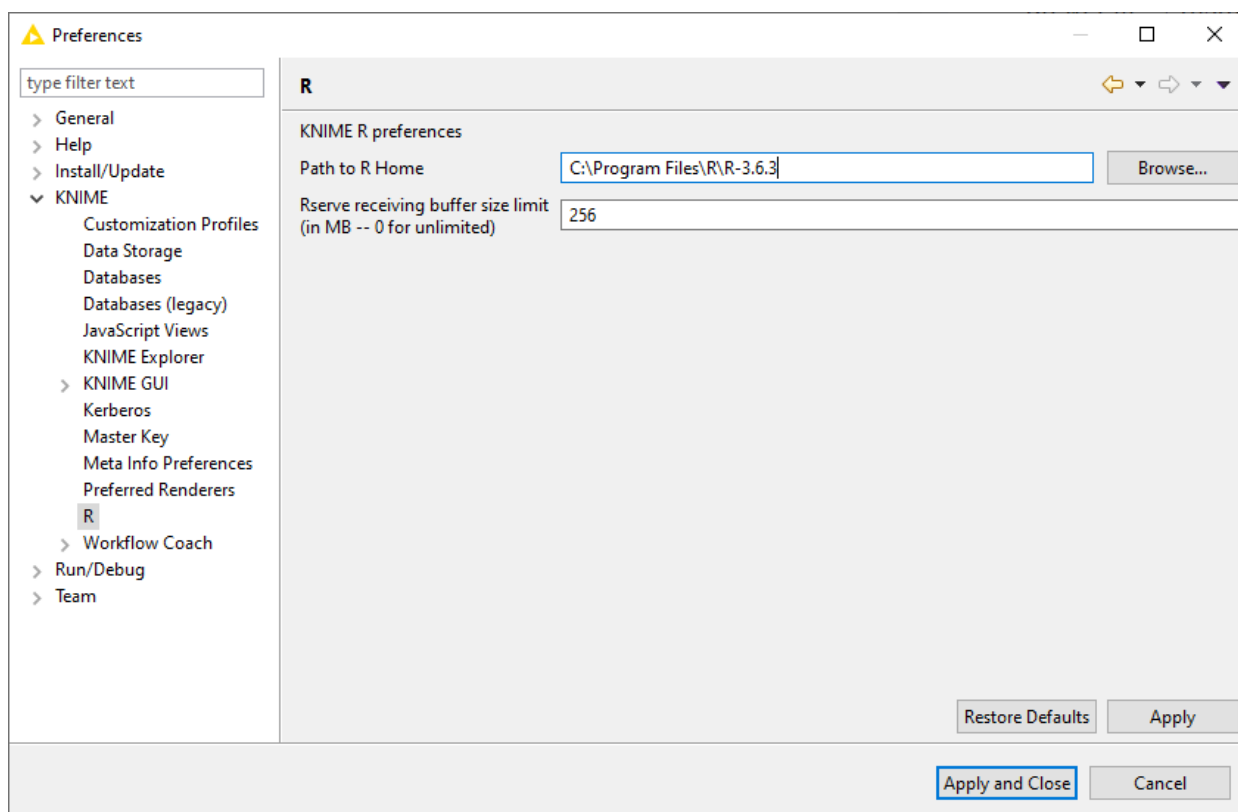 Preferences
type filter text
General
Help
Install/Update
KNIME
Customization Profiles
Data Storage
Databases
Databases (legacy)
JavaScript Views
KNIME Explorer
KNIME GUI
Kerberos
Master Key
Meta Info Preferences
Preferred Renderers
R
Workflow Coach
Run/Debug
Team
R
KNIME R preferences
Path to R Home
C:\Program Files\R\R-3.6.3
Browse...
Rserve receiving buffer size limit
(in MB -- 0 for unlimited)
256
Restore Defaults
Apply
Apply and Close
Cancel